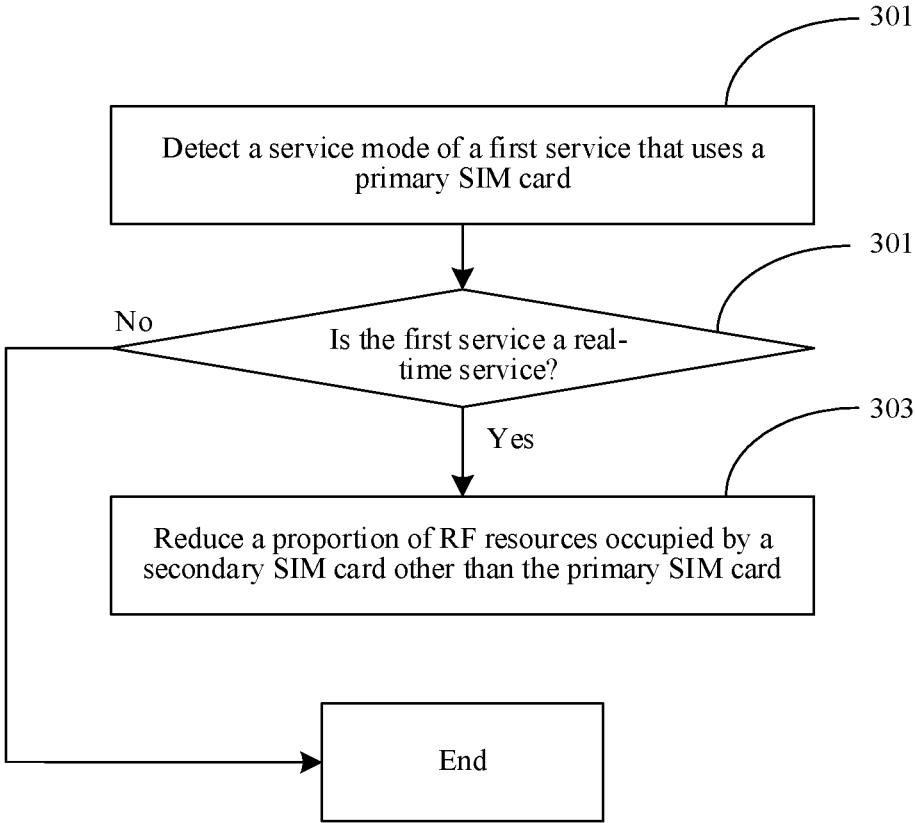 301
Detect a service mode of a first service that uses a
primary SIM card
301
No
Is the first service a real-
time service?
303
Yes
Reduce a proportion of RF resources occupied by a
secondary SIM card other than the primary SIM card
End